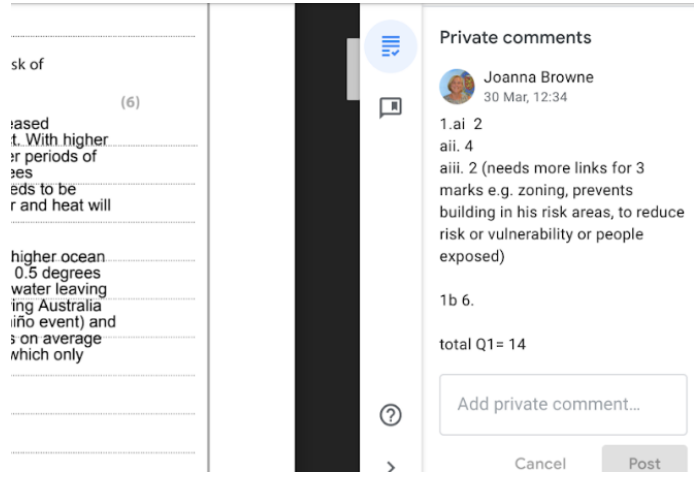 sk of
(6)
eased
t. With higher
er periods of
ees
eds to be
r and heat will
higher ocean
0.5 degrees
water leaving
ring Australia
iño event) and
s on average
which only
Private comments
Joanna Browne
30 Mar, 12:34
1.ai 2
aii. 4
aiii. 2 (needs more links for 3
marks e.g. zoning, prevents
building in his risk areas, to reduce
risk or vulnerability or people
exposed)
1b 6.
total Q1= 14
Add private comment...
Cancel
Post